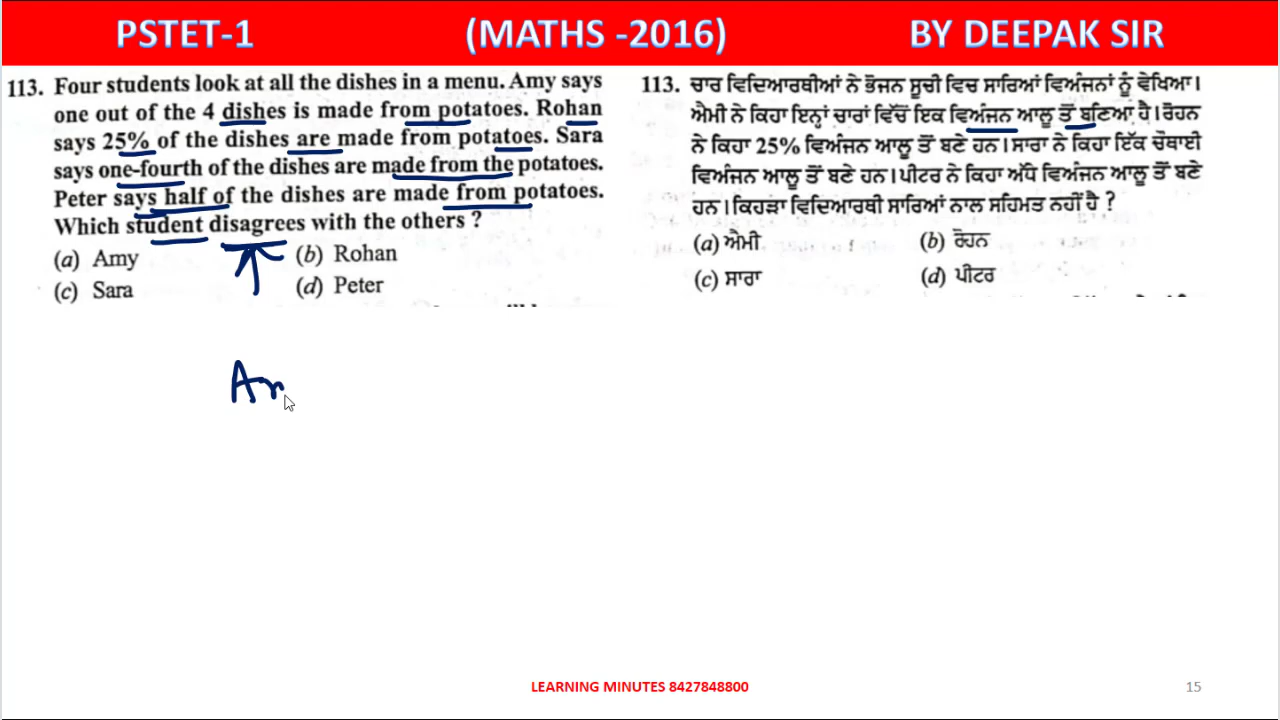 PSTET-1 (MATHS -2016) BY DEEPAK SIR
113. Four students look at all the dishes in a menu. Amy says
one out of the 4 dishes is made from potatoes. Rohan
says 25% of the dishes are made from potatoes. Sara
says one-fourth of the dishes are made from the potatoes.
Peter says half of the dishes are made from potatoes.
Which student disagrees with the others ?
(a) Amy (b) Rohan
(c) Sara (d) Peter
113. ਚਾਰ ਵਿਦਿਆਰਥੀਆਂ ਨੇ ਭੋਜਨ ਸੂਚੀ ਵਿਚ ਸਾਰਿਆਂ ਵਿਅੰਜਨਾਂ ਨੂੰ ਵੇਖਿਆ।
ਐਮੀ ਨੇ ਕਿਹਾ ਇਨ੍ਹਾਂ ਚਾਰਾਂ ਵਿੱਚੋਂ ਇਕ ਵਿਅੰਜਨ ਆਲੂ ਤੋਂ ਬਣਿਆ ਹੈ। ਰੋਹਨ
ਨੇ ਕਿਹਾ 25% ਵਿਅੰਜਨ ਆਲੂ ਤੋਂ ਬਣੇ ਹਨ। ਸਾਰਾ ਨੇ ਕਿਹਾ ਇੱਕ ਚੌਥਾਈ
ਵਿਅੰਜਨ ਆਲੂ ਤੋਂ ਬਣੇ ਹਨ। ਪੀਟਰ ਨੇ ਕਿਹਾ ਅੱਧੇ ਵਿਅੰਜਨ ਆਲੂ ਤੋਂ ਬਣੇ
ਹਨ। ਕਿਹੜਾ ਵਿਦਿਆਰਥੀ ਸਾਰਿਆਂ ਨਾਲ ਸਹਿਮਤ ਨਹੀਂ ਹੈ ?
(a) ਐਮੀ (b) ਰੋਹਨ
(c) ਸਾਰਾ (d) ਪੀਟਰ
LEARNING MINUTES 8427848800 15